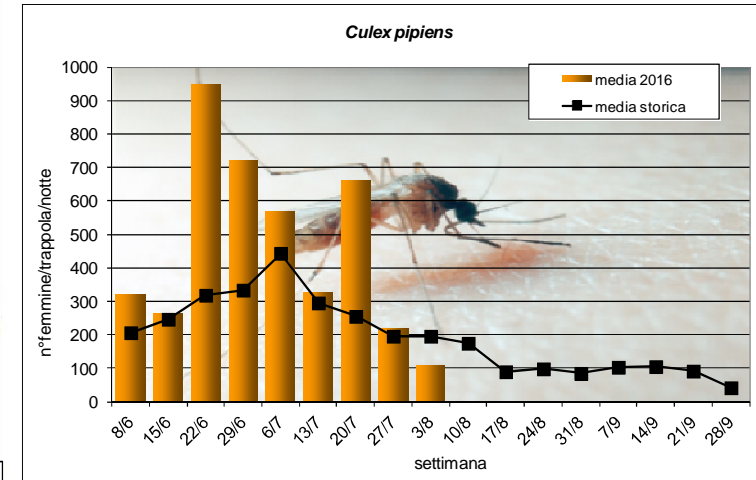 Culex pipiens
1000
900
800
700
600
500
400
300
200
100
0
n°femmine/trappola/notte
media 2016
media storica
8/6 15/6 22/6 29/6 6/7 13/7 20/7 27/7 3/8 10/8 17/8 24/8 31/8 7/9 14/9 21/9 28/9
settimana